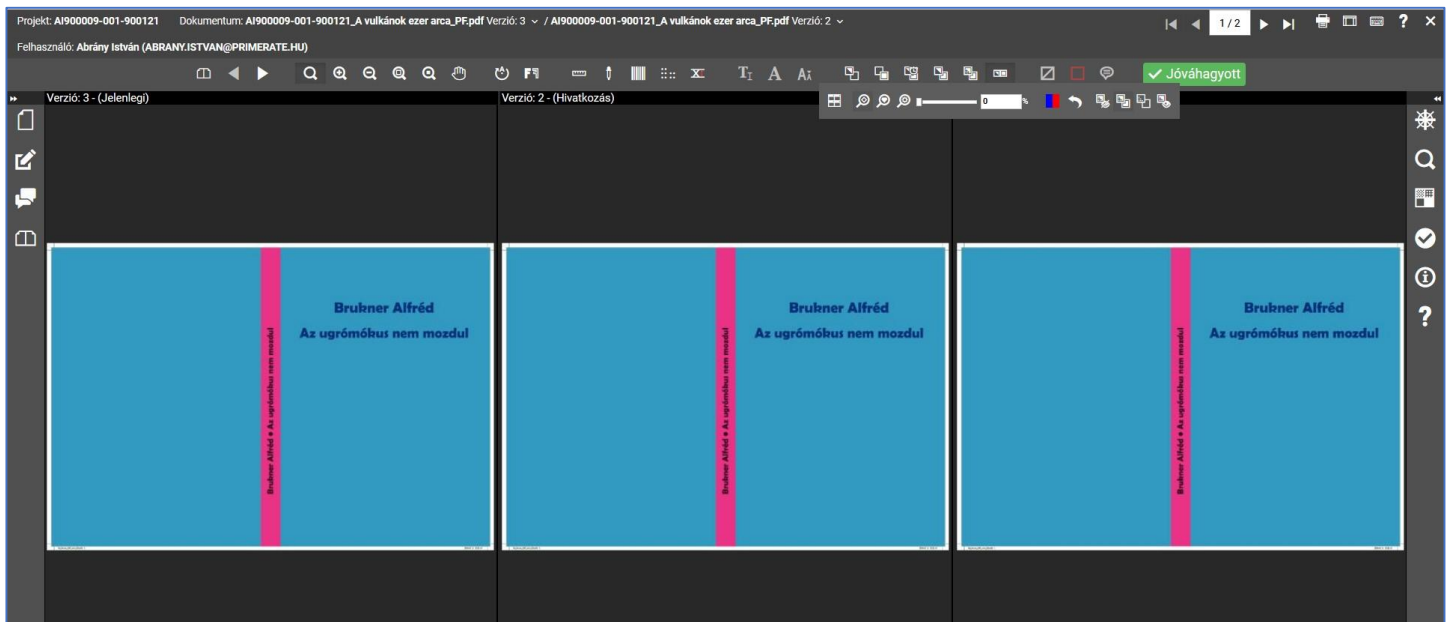 Projekt: AI900009-001-900121 Dokumentum: AI900009-001-900121_A vulkánok ezer arca_PF.pdf Verzió: 3 / AI900009-001-900121_A vulkánok ezer arca_PF.pdf Verzió: 2
1 / 2
Felhasználó: Abrány István (ABRANY.ISTVAN@PRIMERATE.HU)
Jóváhagyott
Verzió: 3 - (Jelenlegi)
Verzió: 2 - (Hivatkozás)
0 %
Brukner Alfréd
Az ugrómókus nem mozdul
Brukner Alfréd • Az ugrómókus nem mozdul
Brukner Alfréd
Az ugrómókus nem mozdul
Brukner Alfréd • Az ugrómókus nem mozdul
Brukner Alfréd
Az ugrómókus nem mozdul
Brukner Alfréd • Az ugrómókus nem mozdul